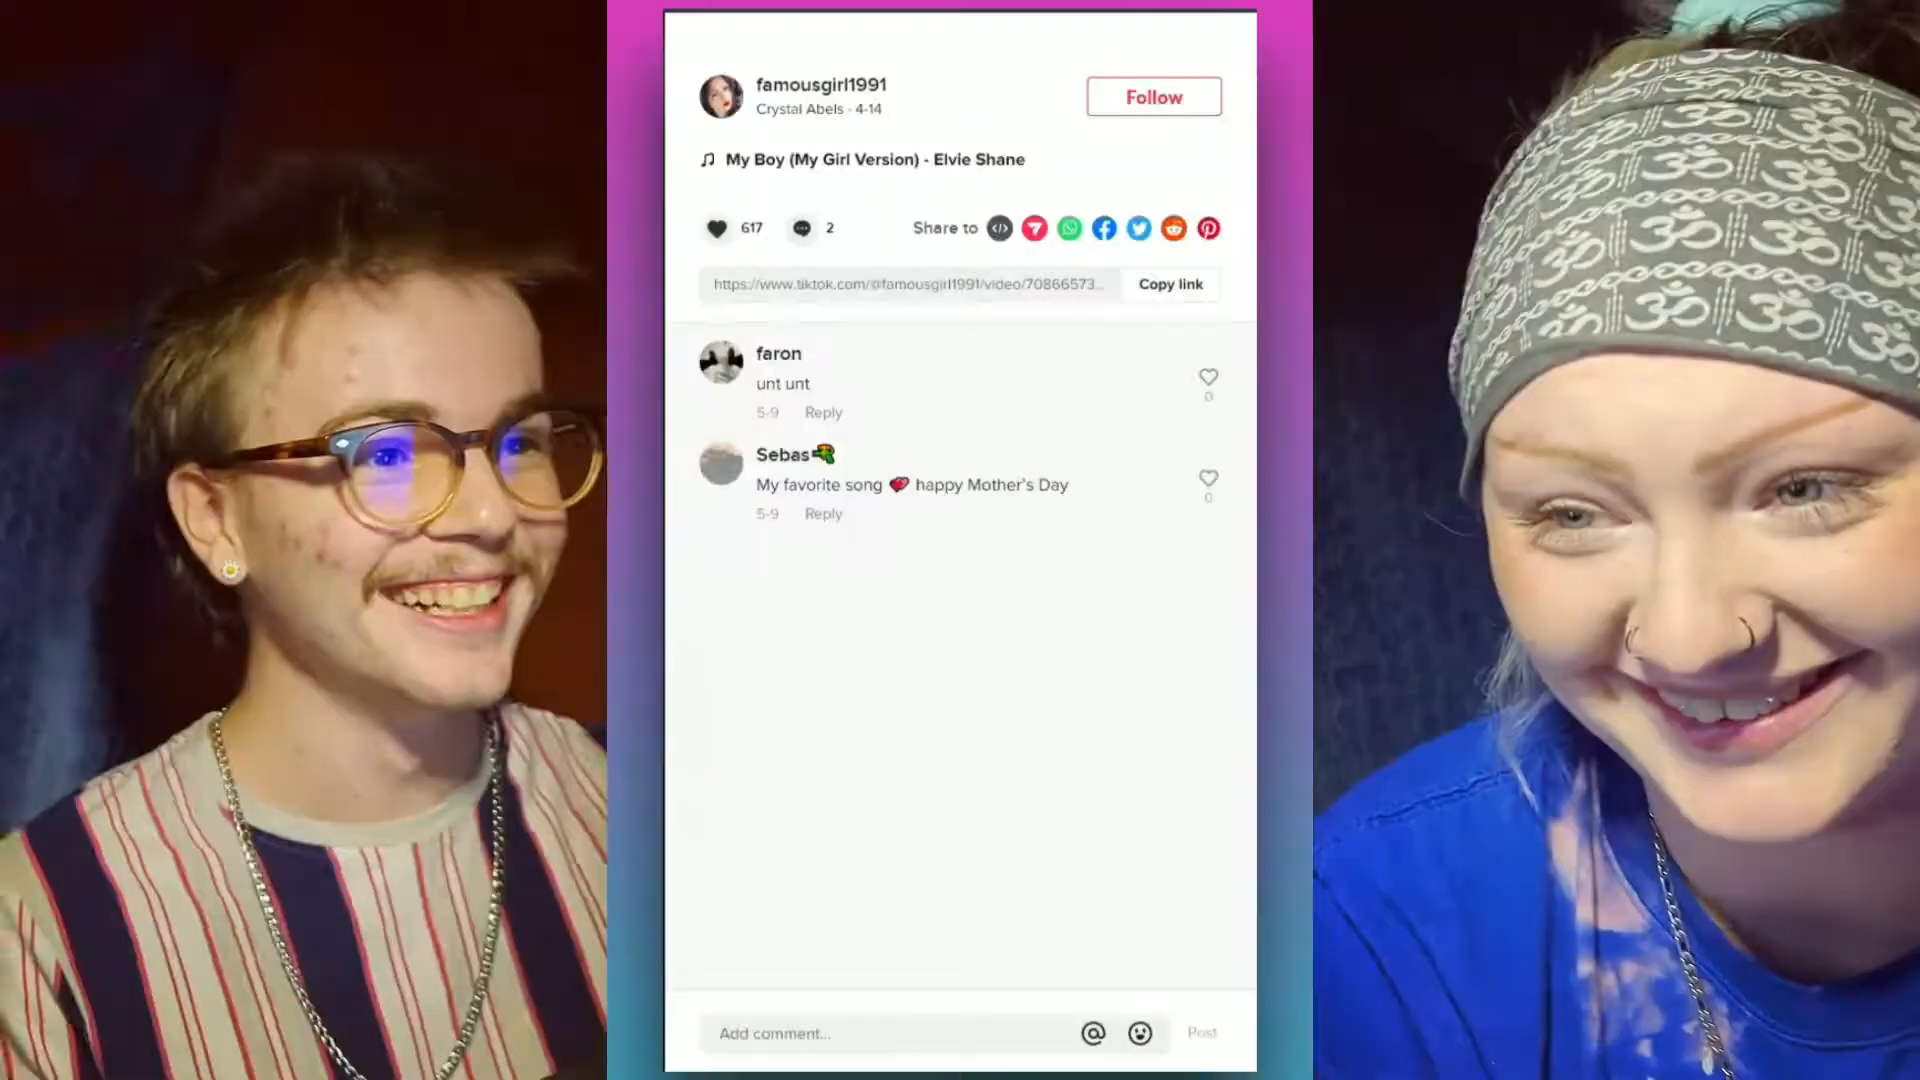 famousgirl1991
Crystal Abels · 4-14
Follow
My Boy (My Girl Version) - Elvie Shane
617
2
Share to
https://www.tiktok.com/@famousgirl1991/video/70866573...
Copy link
faron
unt unt
0
5-9 Reply
Sebas
My favorite song 💞 happy Mother's Day
0
5-9 Reply
Add comment...
Post